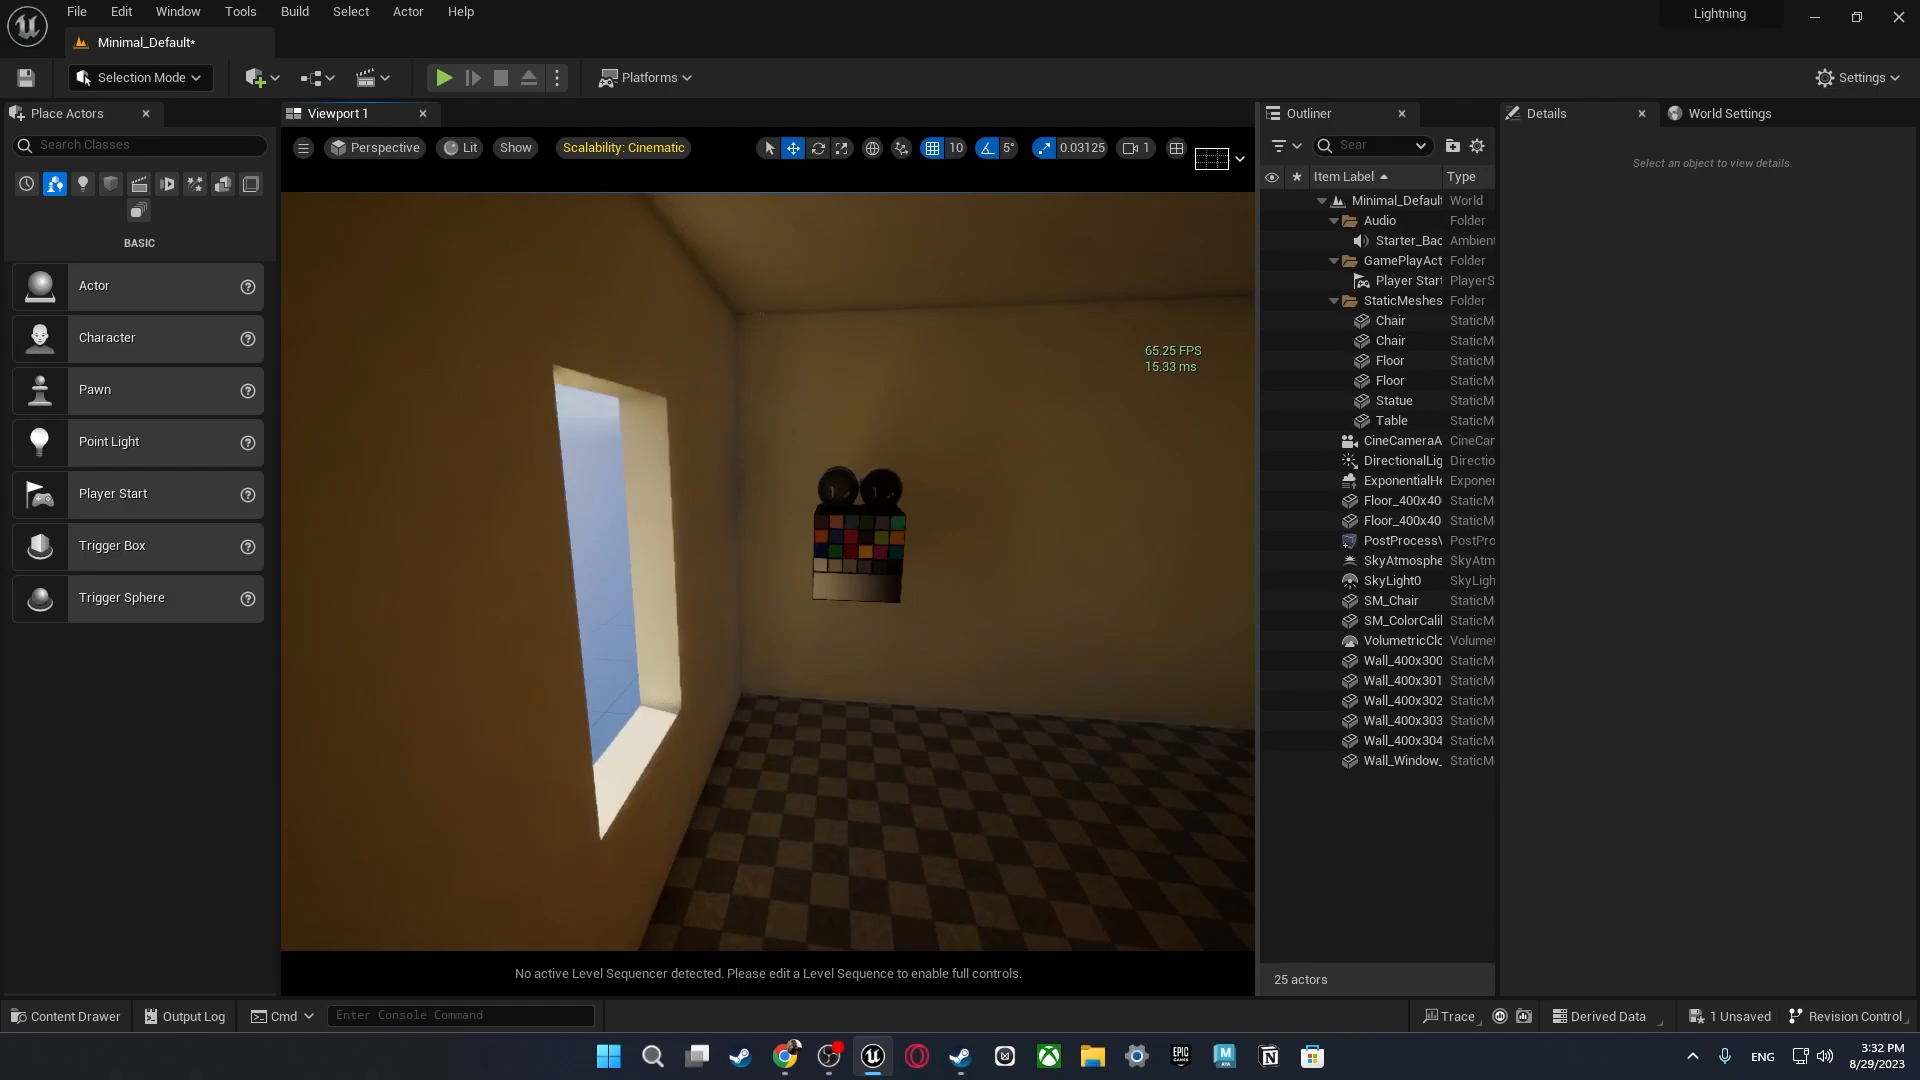 File Edit Window Tools Build Select Actor Help
Lightning
Minimal_Default*
Selection Mode
Platforms
Settings
Place Actors
Search Classes
BASIC
Actor
Character
Pawn
Point Light
Player Start
Trigger Box
Trigger Sphere
Viewport 1
Perspective Lit Show Scalability: Cinematic 10 5° 0.03125 1
65.25 FPS
15.33 ms
No active Level Sequencer detected. Please edit a Level Sequence to enable full controls.
Outliner
Sear
Item Label Type
Minimal_Default World
Audio Folder
Starter_Bac Ambient
GamePlayAct Folder
Player Start PlayerS
StaticMeshes Folder
Chair StaticM
Chair StaticM
Floor StaticM
Floor StaticM
Statue StaticM
Table StaticM
CineCameraA CineCar
DirectionalLig Directio
ExponentialHe Exponer
Floor_400x40 StaticM
Floor_400x40 StaticM
PostProcessV PostPro
SkyAtmosphe SkyAtm
SkyLight0 SkyLigh
SM_Chair StaticM
SM_ColorCalil StaticM
VolumetricClo Volumet
Wall_400x300 StaticM
Wall_400x301 StaticM
Wall_400x302 StaticM
Wall_400x303 StaticM
Wall_400x304 StaticM
Wall_Window_ StaticM
25 actors
Details
World Settings
Select an object to view details.
Content Drawer Output Log Cmd Enter Console Command
Trace Derived Data 1 Unsaved Revision Control
EPIC GAMES
M
ENG
3:32 PM
8/29/2023